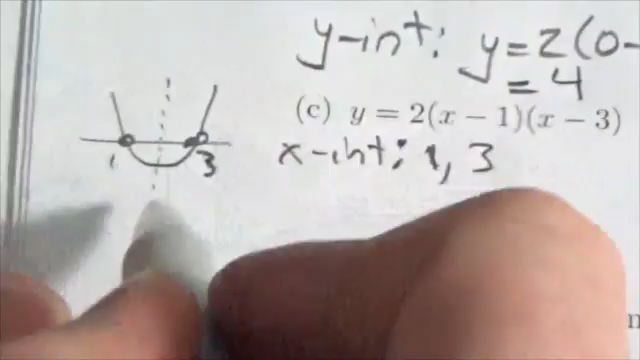 y-int: y=2(0-
= 4
(c) y = 2(x − 1)(x − 3)
x-int: 1, 3
1 3
n